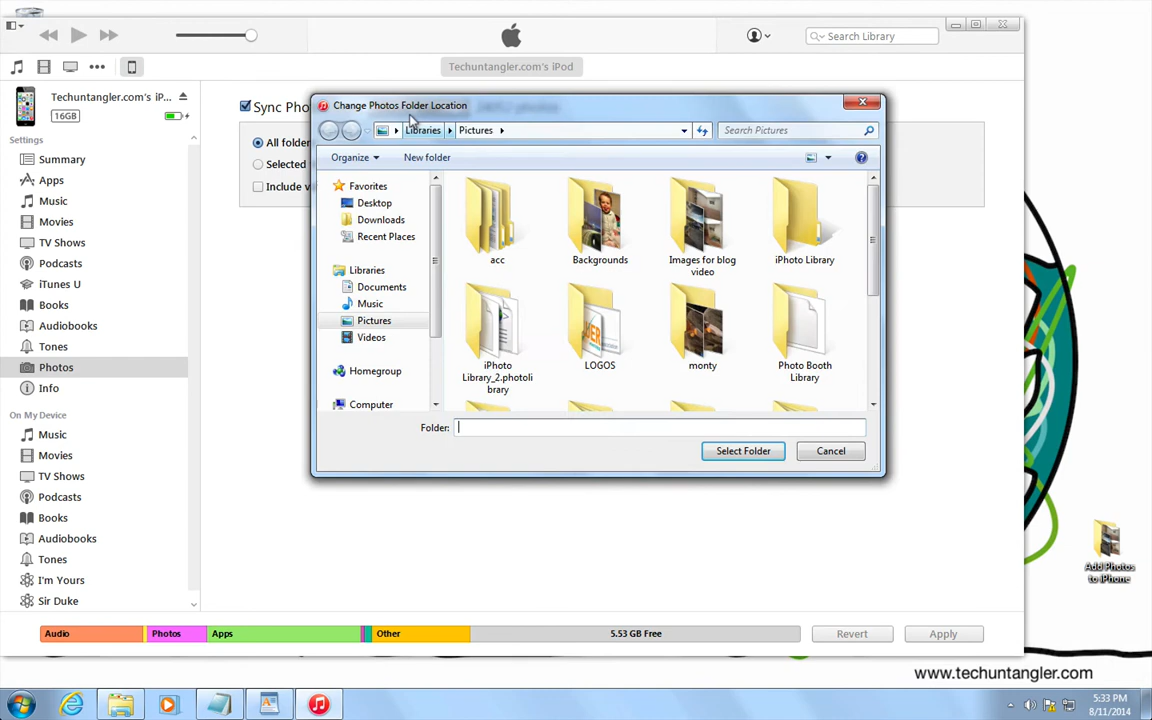 Search Library
Techuntangler.com's iPod
Techuntangler.com's iP...
16GB
Settings
Summary
Apps
Music
Movies
TV Shows
Podcasts
iTunes U
Books
Audiobooks
Tones
Photos
Info
On My Device
Music
Movies
TV Shows
Podcasts
Books
Audiobooks
Tones
I'm Yours
Sir Duke
Sync Pho
All folder
Selected
Include v
Change Photos Folder Location
Libraries
Pictures
Search Pictures
Organize
New folder
Favorites
Desktop
Downloads
Recent Places
Libraries
Documents
Music
Pictures
Videos
Homegroup
Computer
acc
Backgrounds
Images for blog
video
iPhoto Library
iPhoto
Library_2.photoli
brary
LOGOS
monty
Photo Booth
Library
Folder:
Select Folder
Cancel
Add Photos
to iPhone
Audio
Photos
Apps
Other
5.53 GB Free
Revert
Apply
www.techuntangler.com
5:33 PM
8/11/2014